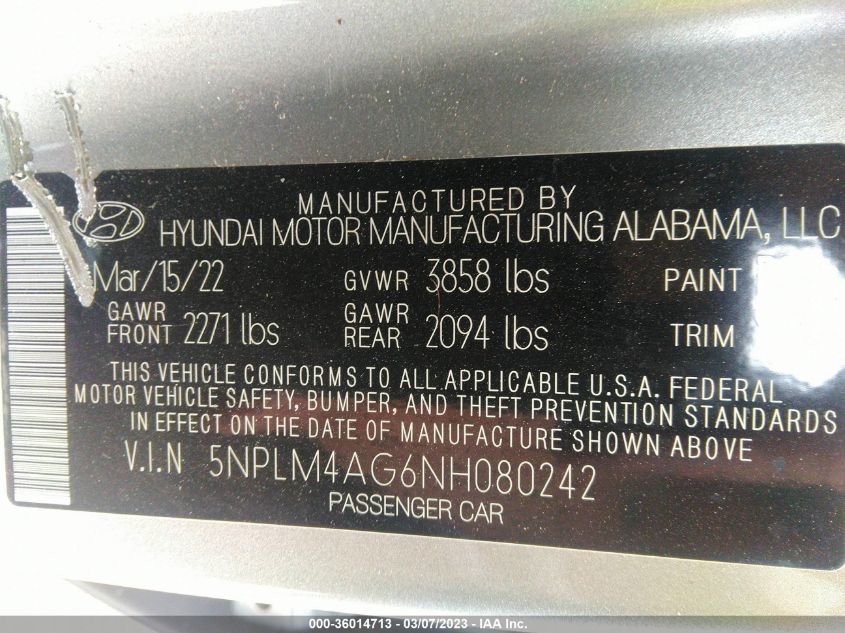 MANUFACTURED BY
HYUNDAI MOTOR MANUFACTURING ALABAMA, LLC
Mar/15/22 GVWR 3858 lbs PAINT
GAWR FRONT 2271 lbs GAWR REAR 2094 lbs TRIM
THIS VEHICLE CONFORMS TO ALL APPLICABLE U.S.A. FEDERAL
MOTOR VEHICLE SAFETY, BUMPER, AND THEFT PREVENTION STANDARDS
IN EFFECT ON THE DATE OF MANUFACTURE SHOWN ABOVE
V.I.N 5NPLM4AG6NH080242
PASSENGER CAR
000-36014713 - 03/07/2023 - IAA Inc.